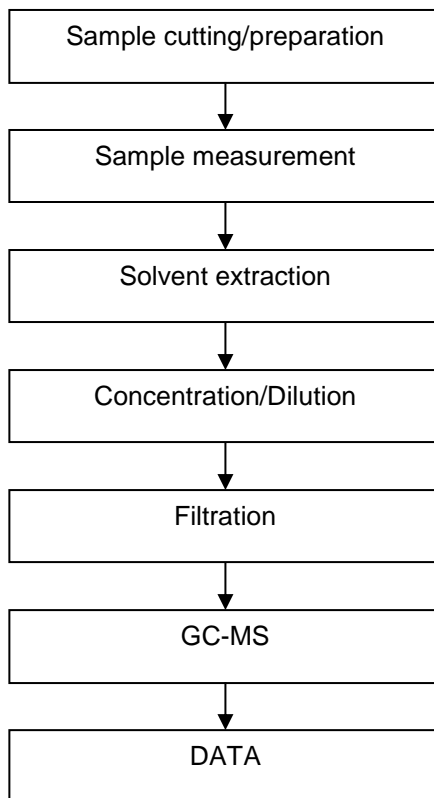 Sample cutting/preparation
Sample measurement
Solvent extraction
Concentration/Dilution
Filtration
GC-MS
DATA